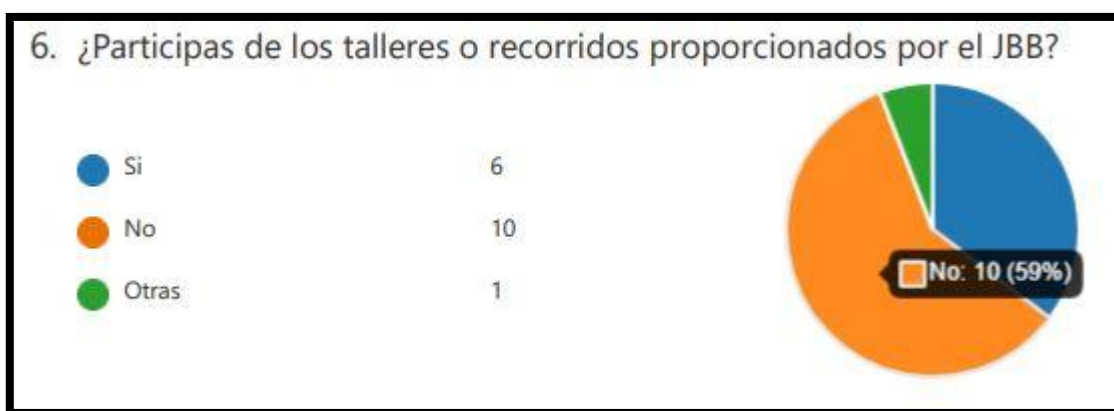 6. ¿Participas de los talleres o recorridos proporcionados por el JBB?
Si 6
No 10
Otras 1
No: 10 (59%)